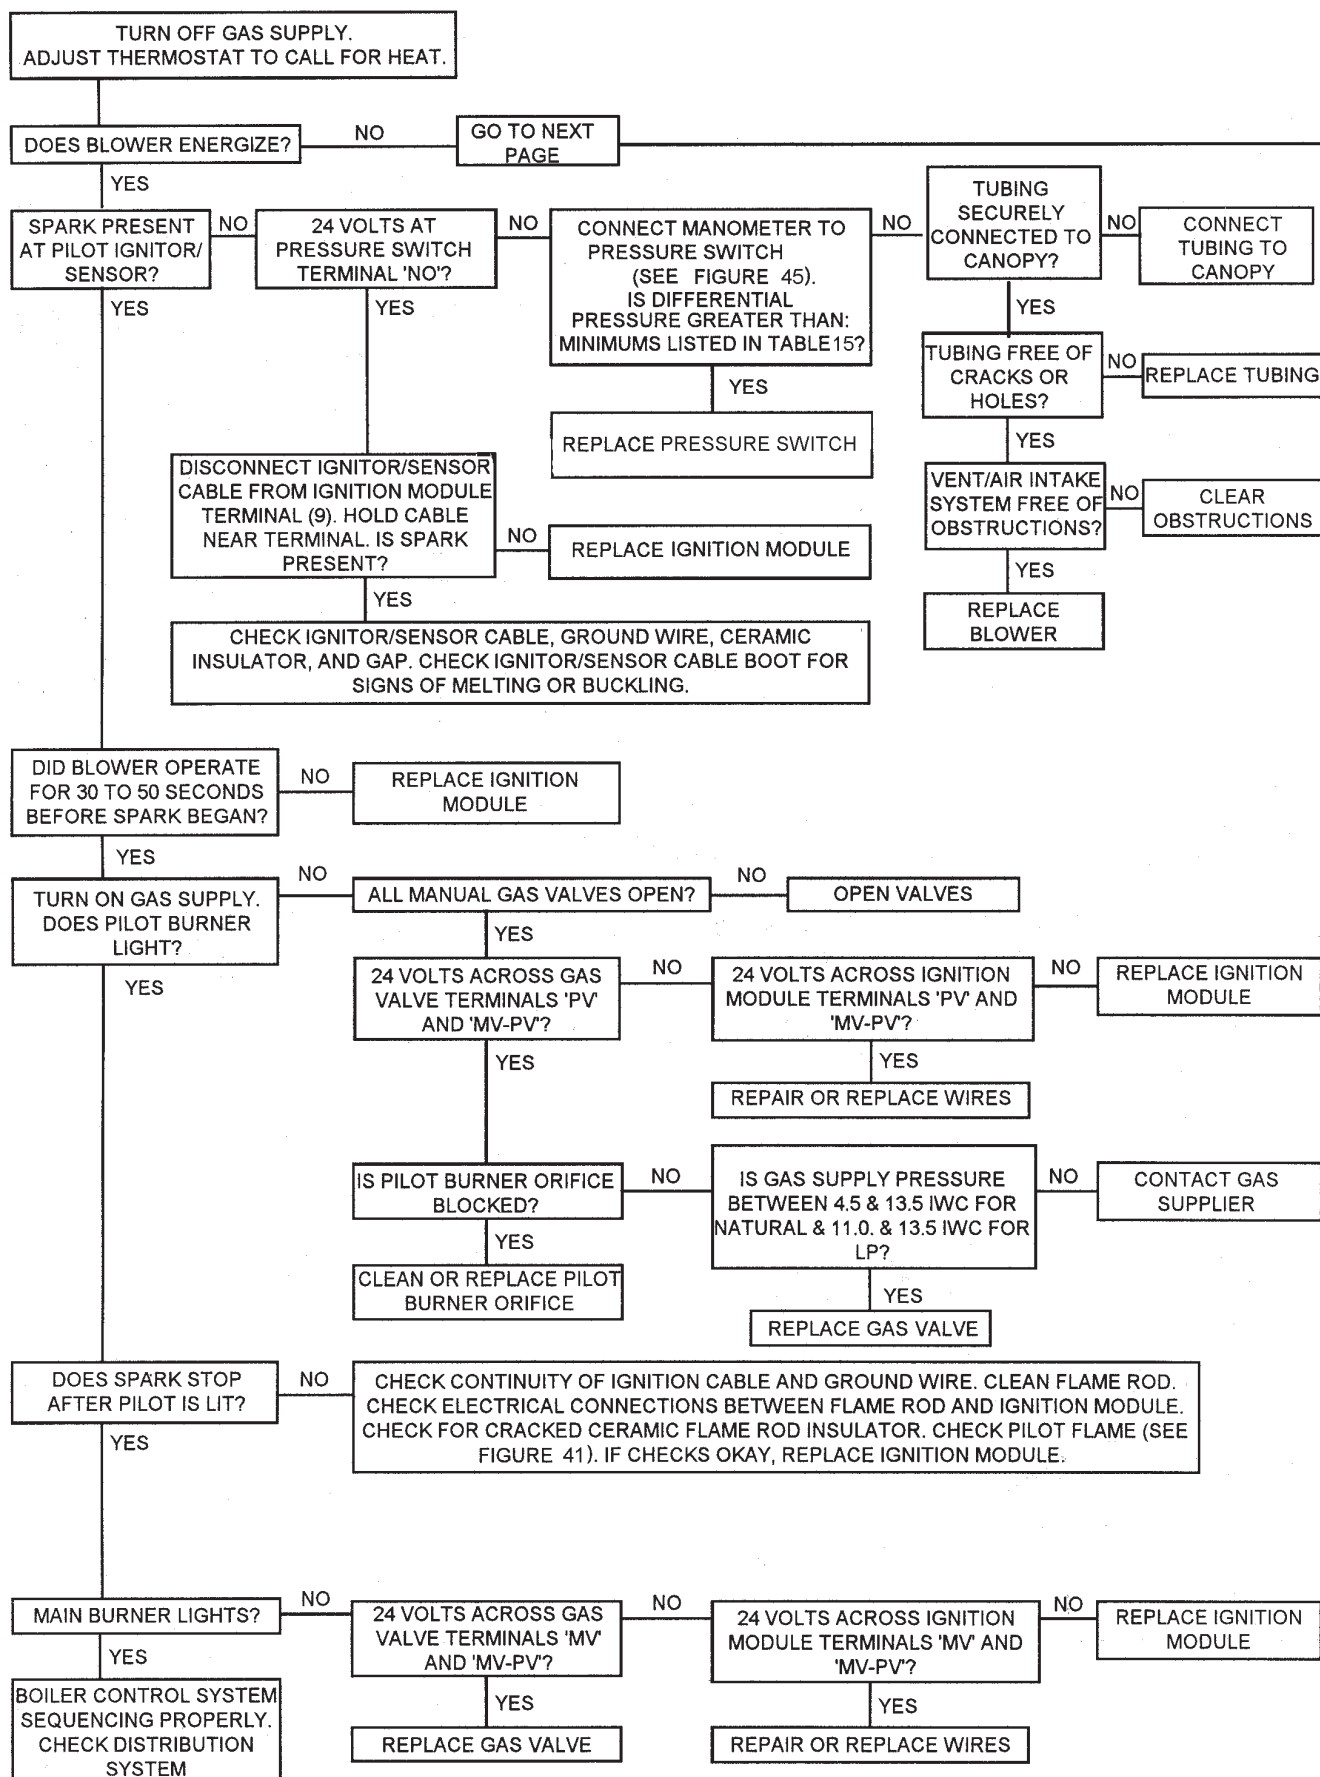 TURN OFF GAS SUPPLY.
ADJUST THERMOSTAT TO CALL FOR HEAT.
DOES BLOWER ENERGIZE?
NO
GO TO NEXT
PAGE
YES
SPARK PRESENT
AT PILOT IGNITOR/
SENSOR?
NO
24 VOLTS AT
PRESSURE SWITCH
TERMINAL 'NO'?
NO
CONNECT MANOMETER TO
PRESSURE SWITCH
(SEE FIGURE 45).
IS DIFFERENTIAL
PRESSURE GREATER THAN:
MINIMUMS LISTED IN TABLE 15?
NO
TUBING
SECURELY
CONNECTED TO
CANOPY?
NO
CONNECT
TUBING TO
CANOPY
YES
YES
YES
YES
TUBING FREE OF
CRACKS OR
HOLES?
NO
REPLACE TUBING
REPLACE PRESSURE SWITCH
YES
DISCONNECT IGNITOR/SENSOR
CABLE FROM IGNITION MODULE
TERMINAL (9). HOLD CABLE
NEAR TERMINAL. IS SPARK
PRESENT?
NO
REPLACE IGNITION MODULE
VENT/AIR INTAKE
SYSTEM FREE OF
OBSTRUCTIONS?
NO
CLEAR
OBSTRUCTIONS
YES
YES
REPLACE
BLOWER
CHECK IGNITOR/SENSOR CABLE, GROUND WIRE, CERAMIC
INSULATOR, AND GAP. CHECK IGNITOR/SENSOR CABLE BOOT FOR
SIGNS OF MELTING OR BUCKLING.
DID BLOWER OPERATE
FOR 30 TO 50 SECONDS
BEFORE SPARK BEGAN?
NO
REPLACE IGNITION
MODULE
YES
TURN ON GAS SUPPLY.
DOES PILOT BURNER
LIGHT?
NO
ALL MANUAL GAS VALVES OPEN?
NO
OPEN VALVES
YES
YES
24 VOLTS ACROSS GAS
VALVE TERMINALS 'PV'
AND 'MV-PV'?
NO
24 VOLTS ACROSS IGNITION
MODULE TERMINALS 'PV' AND
'MV-PV'?
NO
REPLACE IGNITION
MODULE
YES
YES
REPAIR OR REPLACE WIRES
IS PILOT BURNER ORIFICE
BLOCKED?
NO
IS GAS SUPPLY PRESSURE
BETWEEN 4.5 & 13.5 IWC FOR
NATURAL & 11.0. & 13.5 IWC FOR
LP?
NO
CONTACT GAS
SUPPLIER
YES
CLEAN OR REPLACE PILOT
BURNER ORIFICE
YES
REPLACE GAS VALVE
DOES SPARK STOP
AFTER PILOT IS LIT?
NO
CHECK CONTINUITY OF IGNITION CABLE AND GROUND WIRE. CLEAN FLAME ROD.
CHECK ELECTRICAL CONNECTIONS BETWEEN FLAME ROD AND IGNITION MODULE.
CHECK FOR CRACKED CERAMIC FLAME ROD INSULATOR. CHECK PILOT FLAME (SEE
FIGURE 41). IF CHECKS OKAY, REPLACE IGNITION MODULE.
YES
MAIN BURNER LIGHTS?
NO
24 VOLTS ACROSS GAS
VALVE TERMINALS 'MV'
AND 'MV-PV'?
NO
24 VOLTS ACROSS IGNITION
MODULE TERMINALS 'MV' AND
'MV-PV'?
NO
REPLACE IGNITION
MODULE
YES
YES
YES
BOILER CONTROL SYSTEM
SEQUENCING PROPERLY.
CHECK DISTRIBUTION
SYSTEM
REPLACE GAS VALVE
REPAIR OR REPLACE WIRES